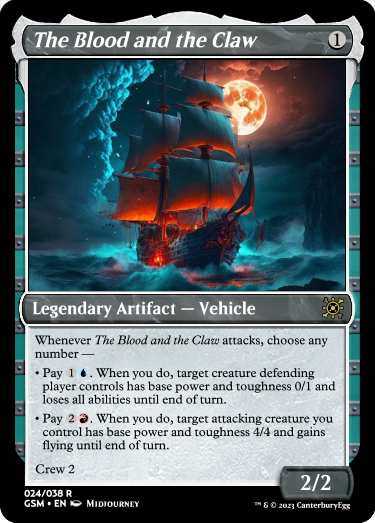 The Blood and the Claw 1
Legendary Artifact — Vehicle
Whenever The Blood and the Claw attacks, choose any
number —
• Pay 1 . When you do, target creature defending
player controls has base power and toughness 0/1 and
loses all abilities until end of turn.
• Pay 2 . When you do, target attacking creature you
control has base power and toughness 4/4 and gains
flying until end of turn.
Crew 2
2/2
024/038 R
GSM • EN Midjourney
™ & © 2023 CanterburyEgg